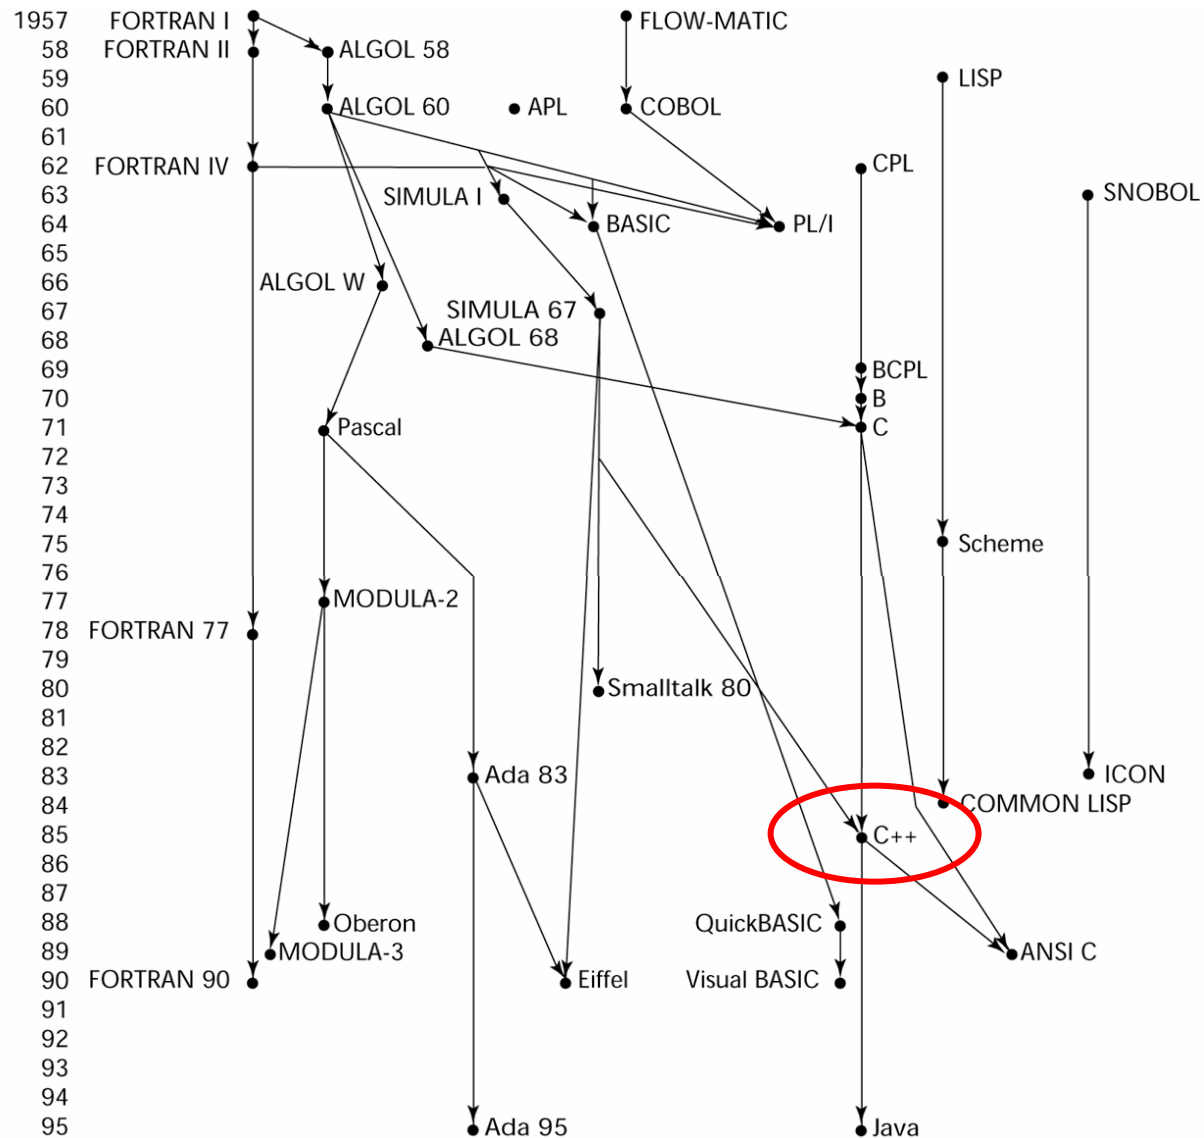 1957 FORTRAN I FLOW-MATIC
58 FORTRAN II ALGOL 58
59 LISP
60 ALGOL 60 APL COBOL
61
62 FORTRAN IV CPL
63 SIMULA I SNOBOL
64 BASIC PL/I
65
66 ALGOL W
67 SIMULA 67
68 ALGOL 68
69 BCPL
70 B
71 Pascal C
72
73
74
75 Scheme
76
77 MODULA-2
78 FORTRAN 77
79
80 Smalltalk 80
81
82
83 Ada 83 ICON
84 COMMON LISP
85 C++
86
87
88 Oberon QuickBASIC
89 MODULA-3 ANSI C
90 FORTRAN 90 Eiffel Visual BASIC
91
92
93
94
95 Ada 95 Java